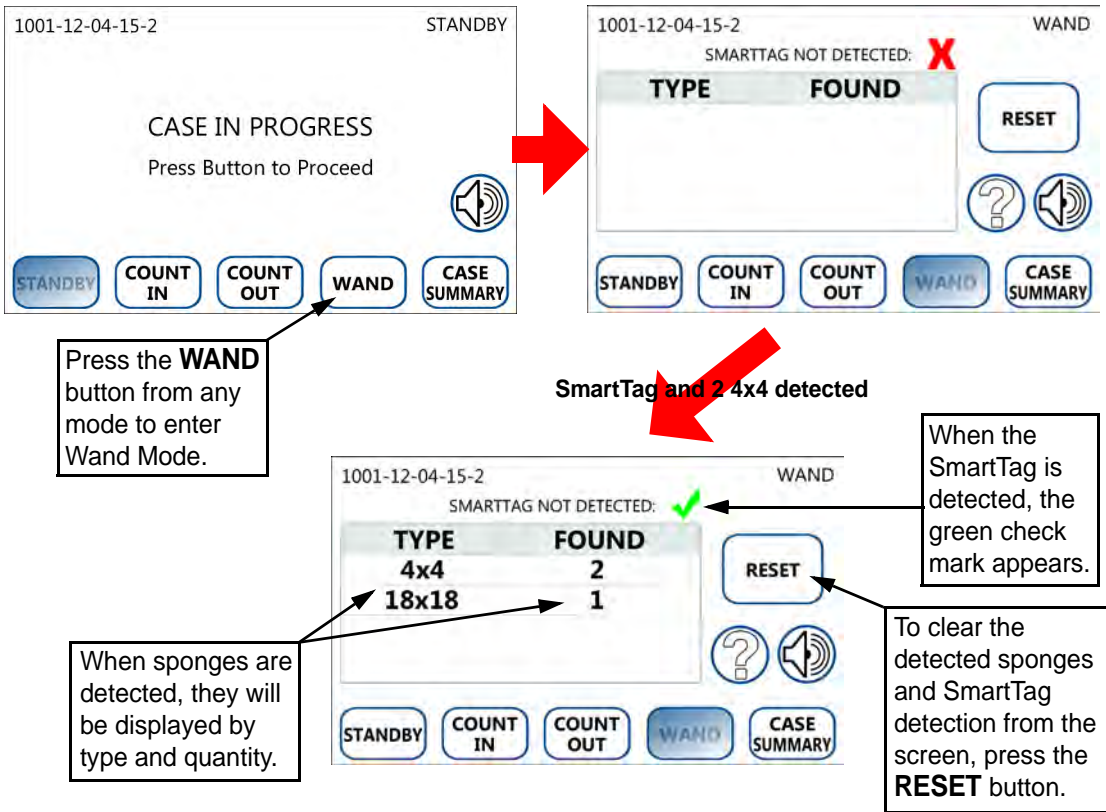 1001-12-04-15-2 STANDBY
CASE IN PROGRESS
Press Button to Proceed
STANDBY
COUNT
IN
COUNT
OUT
WAND
CASE
SUMMARY
1001-12-04-15-2 WAND
SMARTTAG NOT DETECTED: X
TYPE FOUND
RESET
?
STANDBY
COUNT
IN
COUNT
OUT
WAND
CASE
SUMMARY
Press the WAND
button from any
mode to enter
Wand Mode.
SmartTag and 2 4x4 detected
1001-12-04-15-2 WAND
SMARTTAG NOT DETECTED:
TYPE FOUND
4x4 2
18x18 1
RESET
?
STANDBY
COUNT
IN
COUNT
OUT
WAND
CASE
SUMMARY
When the
SmartTag is
detected, the
green check
mark appears.
When sponges are
detected, they will
be displayed by
type and quantity.
To clear the
detected sponges
and SmartTag
detection from the
screen, press the
RESET button.